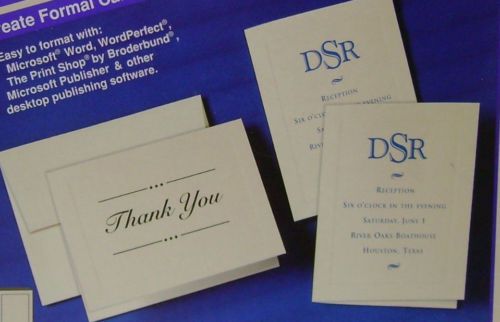 reate Formal Ca
Easy to format with:
Microsoft® Word, WordPerfect®,
The Print Shop® by Broderbund®,
Microsoft Publisher & other
desktop publishing software.
Thank You
DSR
Reception
Six o'clock in the evening
DSR
Reception
Six o'clock in the evening
Saturday, June 1
River Oaks Boathouse
Houston, Texas